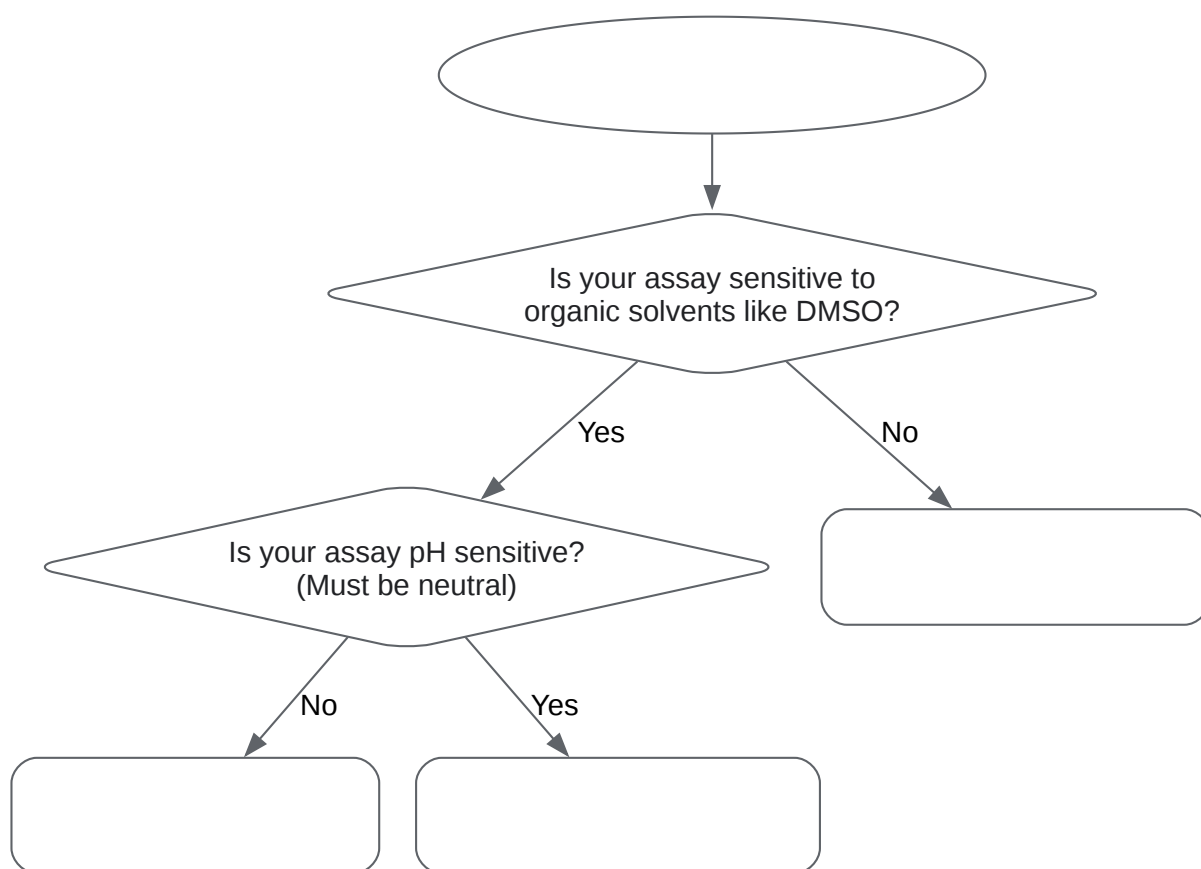 Is your assay sensitive to
organic solvents like DMSO?
Yes
No
Is your assay pH sensitive?
(Must be neutral)
No
Yes